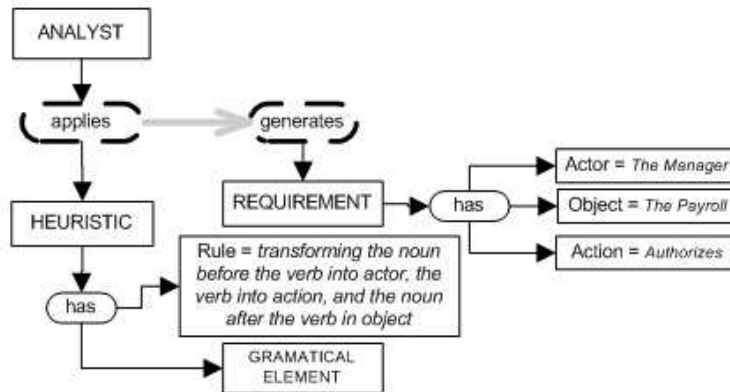 ANALYST
applies
generates
HEURISTIC
REQUIREMENT
has
Actor = The Manager
Object = The Payroll
Action = Authorizes
has
Rule = transforming the noun
before the verb into actor, the
verb into action, and the noun
after the verb in object
GRAMATICAL
ELEMENT